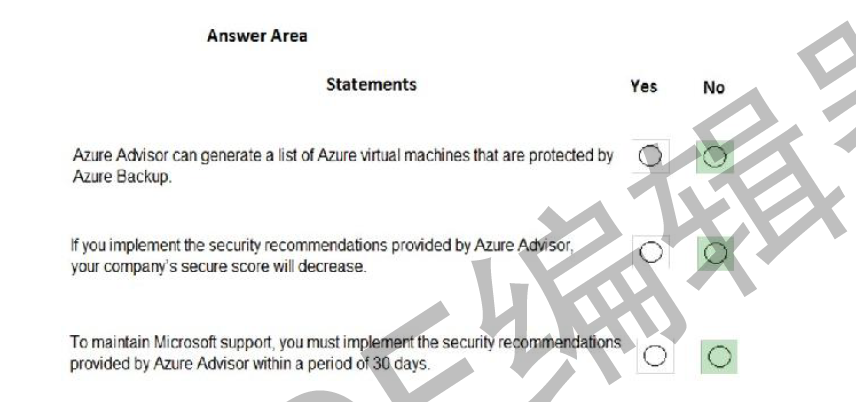 Answer Area
Statements Yes No
Azure Advisor can generate a list of Azure virtual machines that are protected by
Azure Backup.
If you implement the security recommendations provided by Azure Advisor,
your company's secure score will decrease.
To maintain Microsoft support, you must implement the security recommendations
provided by Azure Advisor within a period of 30 days.
编辑